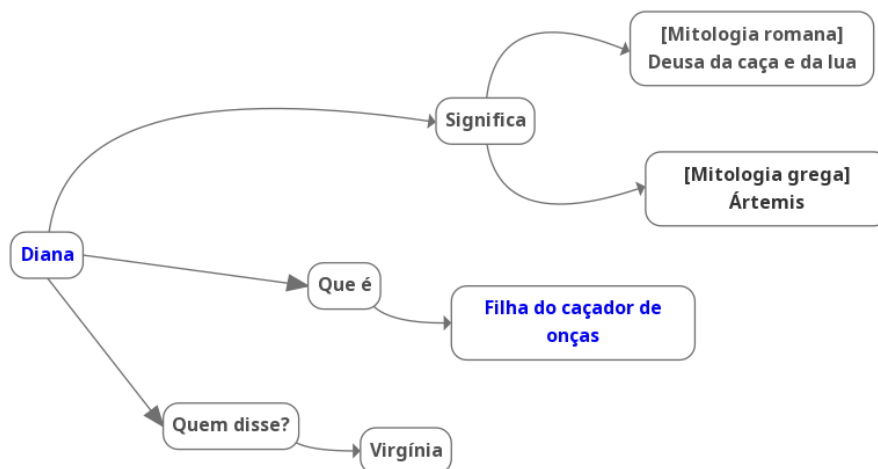 [Mitologia romana]
Deusa da caça e da lua
Significa
[Mitologia grega]
Ártemis
Diana
Que é
Filha do caçador de
onças
Quem disse?
Virgínia